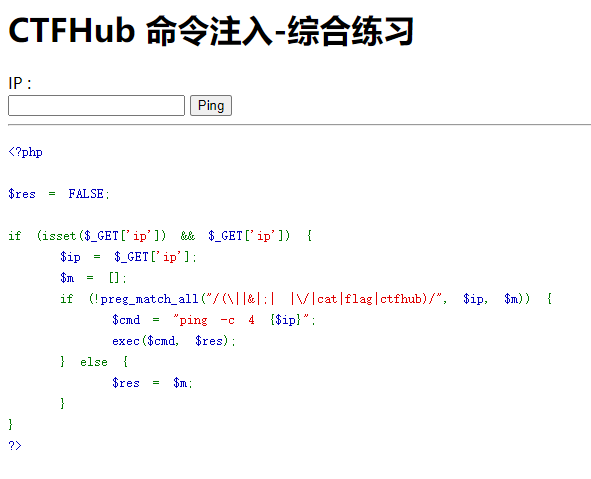 CTFHub 命令注入-综合练习
IP :
Ping
<?php
$res = FALSE;
if (isset($_GET['ip']) && $_GET['ip']) {
$ip = $_GET['ip'];
$m = [];
if (!preg_match_all("/(\||&|;| |\/|cat|flag|ctfhub)/", $ip, $m)) {
$cmd = "ping -c 4 {$ip}";
exec($cmd, $res);
} else {
$res = $m;
}
}
?>